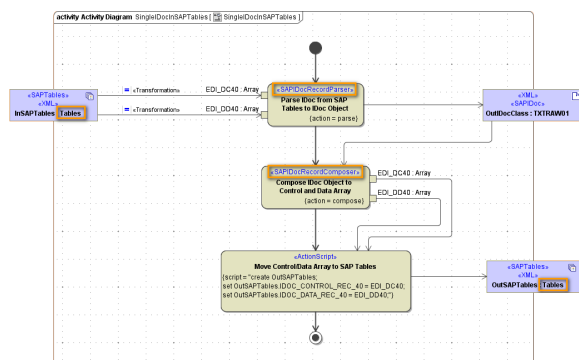 activity Activity Diagram SingleIDocInSAPTables [ SingleIDocInSAPTables ]
«SAPTables»
«XML»
InSAPTables : Tables
= «Transformation» EDI_DC40 : Array
= «Transformation» EDI_DC40 : Array
«SAPIDocRecordParser»
Parse IDoc from SAP
Tables to IDoc Object
{action = parse}
«XML»
«SAPIDoc»
OutIDocClass : TXTRAW01
«SAPIDocRecordComposer»
Compose IDoc Object to
Control and Data Array
{action = compose}
EDI_DC40 : Array
EDI_DD40 : Array
«ActionScript»
Move Control/Data Array to SAP Tables
{script = "create OutSAPTables;
set OutSAPTables.IDOC_CONTROL_REC_40 = EDI_DC40;
set OutSAPTables.IDOC_DATA_REC_40 = EDI_DD40;"}
«SAPTables»
«XML»
OutSAPTables : Tables